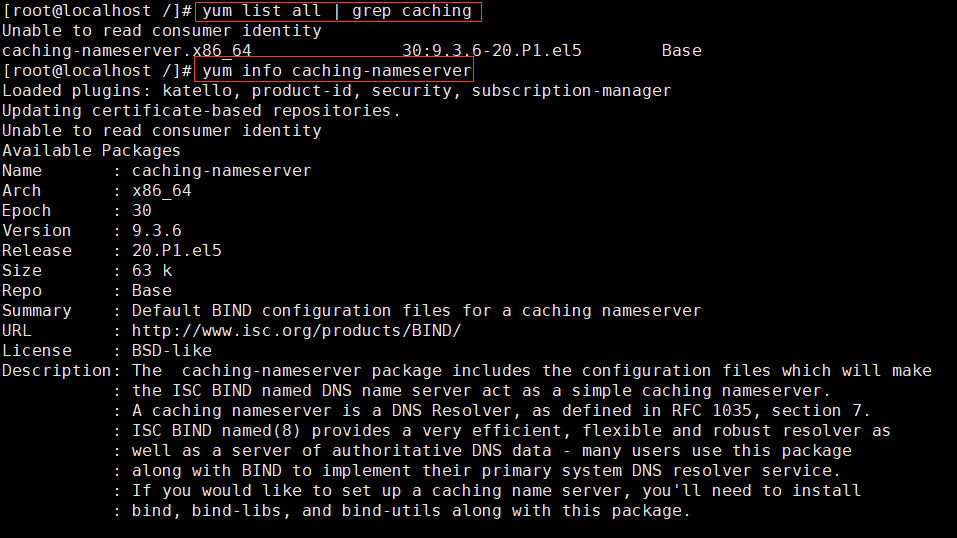 [root@localhost /]# yum list all | grep caching
Unable to read consumer identity
caching-nameserver.x86_64               30:9.3.6-20.P1.el5        Base
[root@localhost /]# yum info caching-nameserver
Loaded plugins: katello, product-id, security, subscription-manager
Updating certificate-based repositories.
Unable to read consumer identity
Available Packages
Name       : caching-nameserver
Arch       : x86_64
Epoch      : 30
Version    : 9.3.6
Release    : 20.P1.el5
Size       : 63 k
Repo       : Base
Summary    : Default BIND configuration files for a caching nameserver
URL        : http://www.isc.org/products/BIND/
License    : BSD-like
Description: The  caching-nameserver package includes the configuration files which will make
           : the ISC BIND named DNS name server act as a simple caching nameserver.
           : A caching nameserver is a DNS Resolver, as defined in RFC 1035, section 7.
           : ISC BIND named(8) provides a very efficient, flexible and robust resolver as
           : well as a server of authoritative DNS data - many users use this package
           : along with BIND to implement their primary system DNS resolver service.
           : If you would like to set up a caching name server, you'll need to install
           : bind, bind-libs, and bind-utils along with this package.